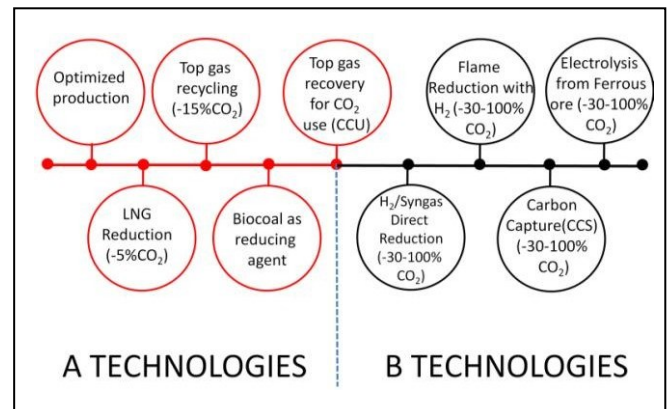 Optimized
production
Top gas
recycling
(-15%CO₂)
Top gas
recovery
for CO₂
use (CCU)
Flame
Reduction with
H₂ (-30-100%
CO₂)
Electrolysis
from Ferrous
ore (-30-100%
CO₂)
LNG
Reduction
(-5%CO₂)
Biocoal as
reducing
agent
H₂/Syngas
Direct
Reduction
(-30-100%
CO₂)
Carbon
Capture(CCS)
(-30-100%
CO₂)
A TECHNOLOGIES
B TECHNOLOGIES